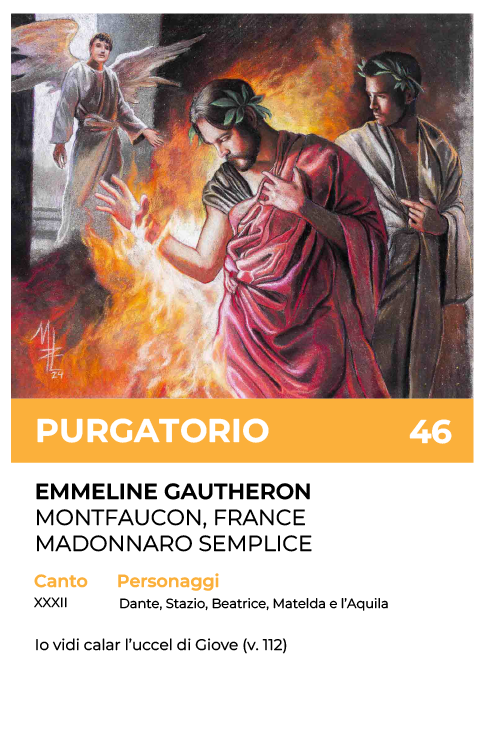 24
PURGATORIO 46
EMMELINE GAUTHERON
MONTFAUCON, FRANCE
MADONNARO SEMPLICE
Canto Personaggi
XXXII Dante, Stazio, Beatrice, Matelda e l’Aquila
Io vidi calar l’uccel di Giove (v. 112)